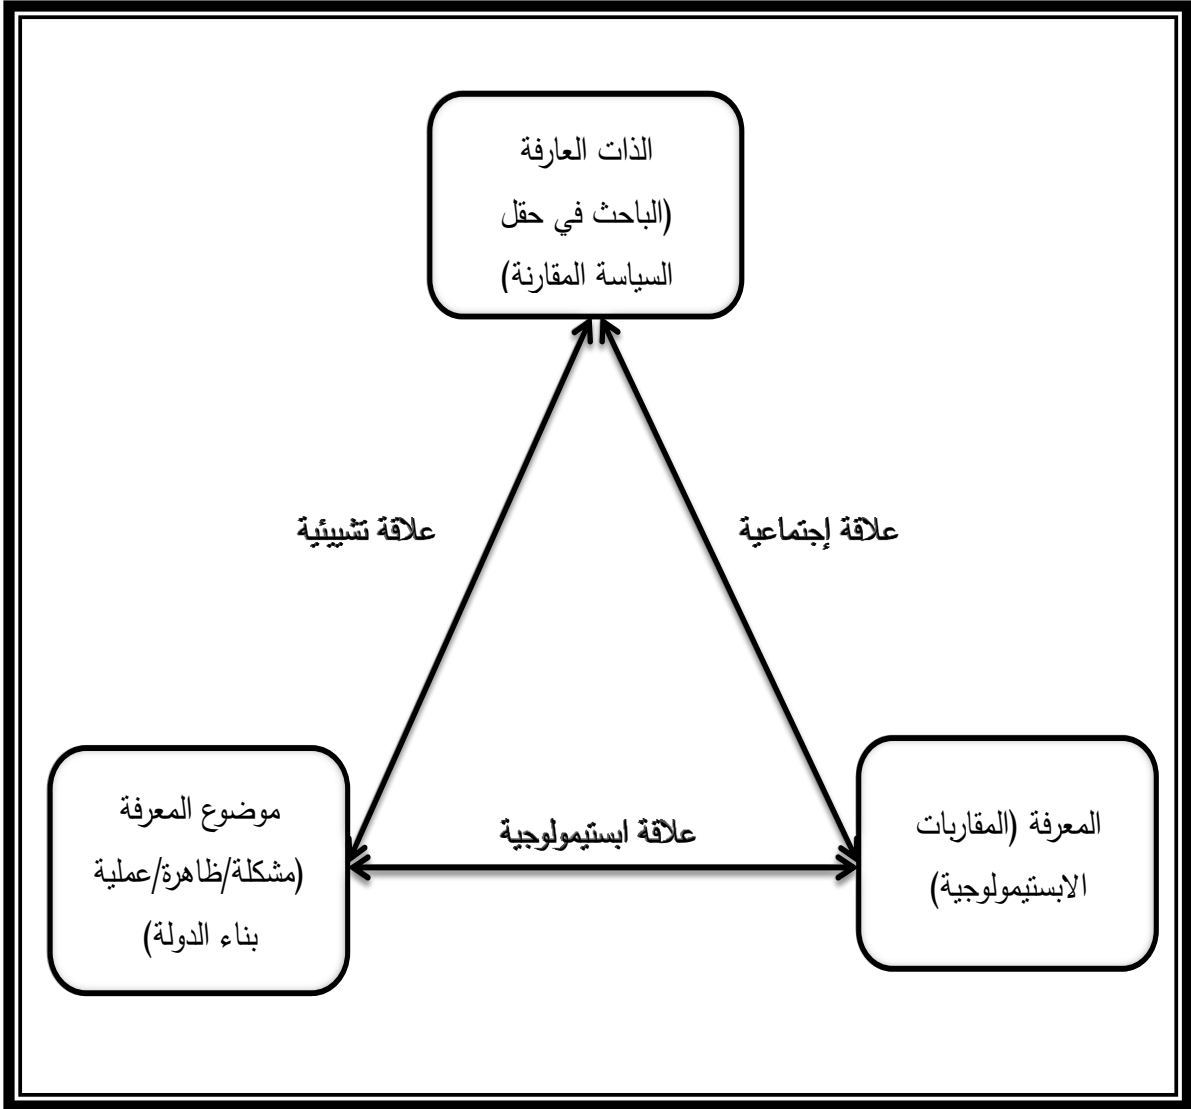 الذات العارفة
(الباحث في حقل
السياسة المقارنة)
علاقة إجتماعية
علاقة تشييئية
علاقة ابستيمولوجية
المعرفة (المقاربات
الابستيمولوجية)
موضوع المعرفة
(مشكلة/ظاهرة/عملية
بناء الدولة)